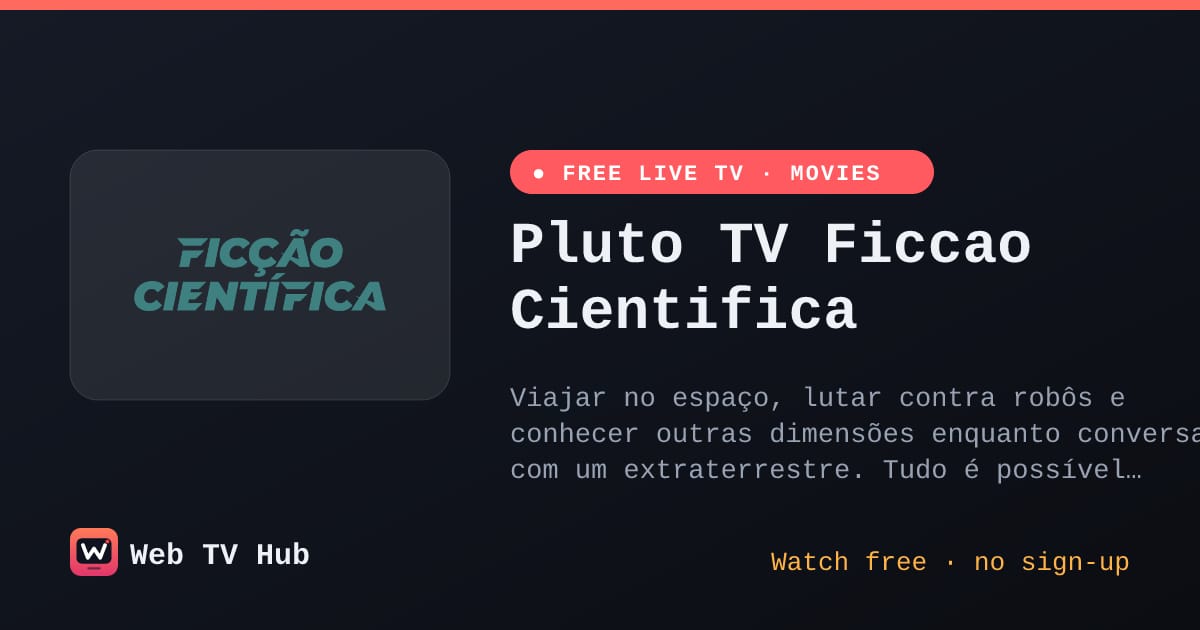 FICÇÃO
CIENTÍFICA
● FREE LIVE TV · MOVIES
Pluto TV Ficcao
Cientifica
Viajar no espaço, lutar contra robôs e
conhecer outras dimensões enquanto conversa
com um extraterrestre. Tudo é possível…
Web TV Hub
Watch free · no sign-up